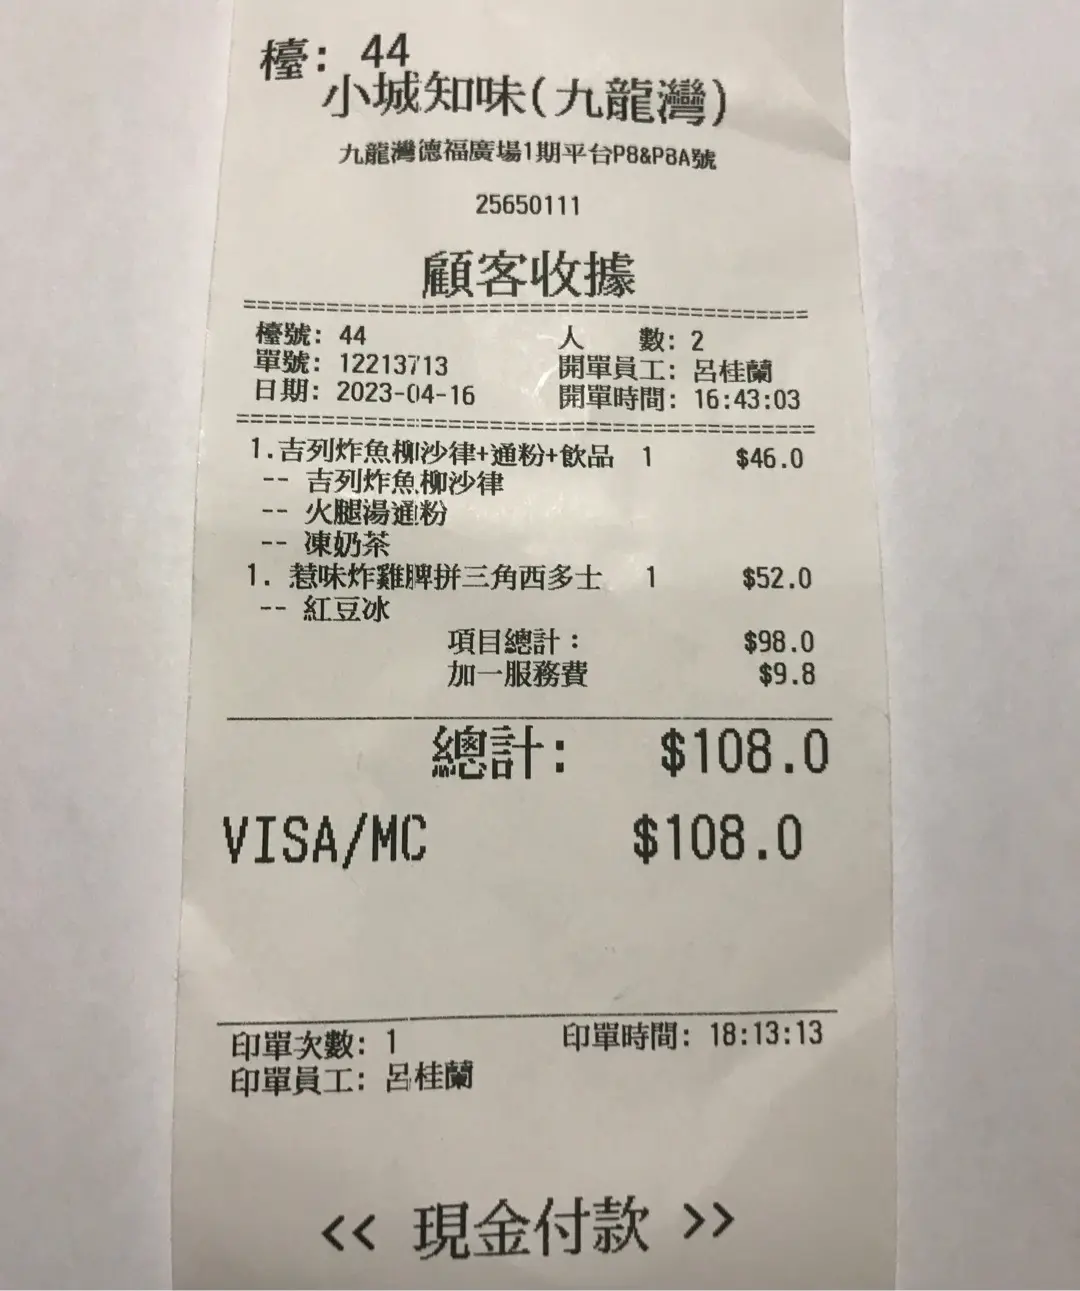 檯: 44
小城知味(九龍灣)
九龍灣德福廣場1期平台P8&P8A號
25650111
顧客收據
檯號: 44 人 數: 2
單號: 12213713 開單員工: 呂桂蘭
日期: 2023-04-16 開單時間: 16:43:03
1.吉列炸魚柳沙律+通粉+飲品 1 $46.0
-- 吉列炸魚柳沙律
-- 火腿湯通粉
-- 凍奶茶
1. 惹味炸雞脾拼三角西多士 1 $52.0
-- 紅豆冰
項目總計: $98.0
加一服務費 $9.8
總計: $108.0
VISA/MC $108.0
印單次數: 1 印單時間: 18:13:13
印單員工: 呂桂蘭
<< 現金付款 >>